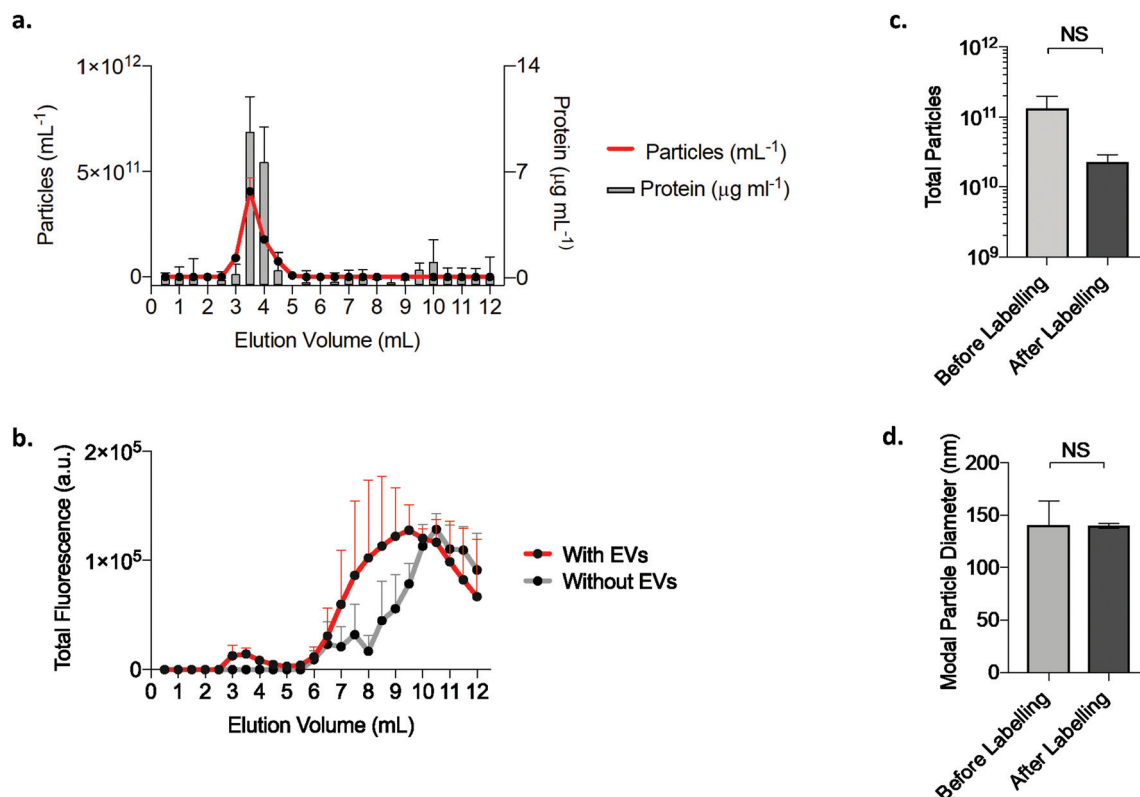 a.
1×10¹²
5×10¹¹
0
Particles (mL⁻¹)
14
7
0
Protein (μg mL⁻¹)
0 1 2 3 4 5 6 7 8 9 10 11 12
Elution Volume (mL)
Particles (mL⁻¹)
Protein (μg ml⁻¹)
b.
2×10⁵
1×10⁵
0
Total Fluorescence (a.u.)
0 1 2 3 4 5 6 7 8 9 10 11 12
Elution Volume (mL)
With EVs
Without EVs
c.
NS
10¹²
10¹¹
10¹⁰
10⁹
Total Particles
Before Labelling
After Labelling
d.
NS
200
150
100
50
0
Modal Particle Diameter (nm)
Before Labelling
After Labelling